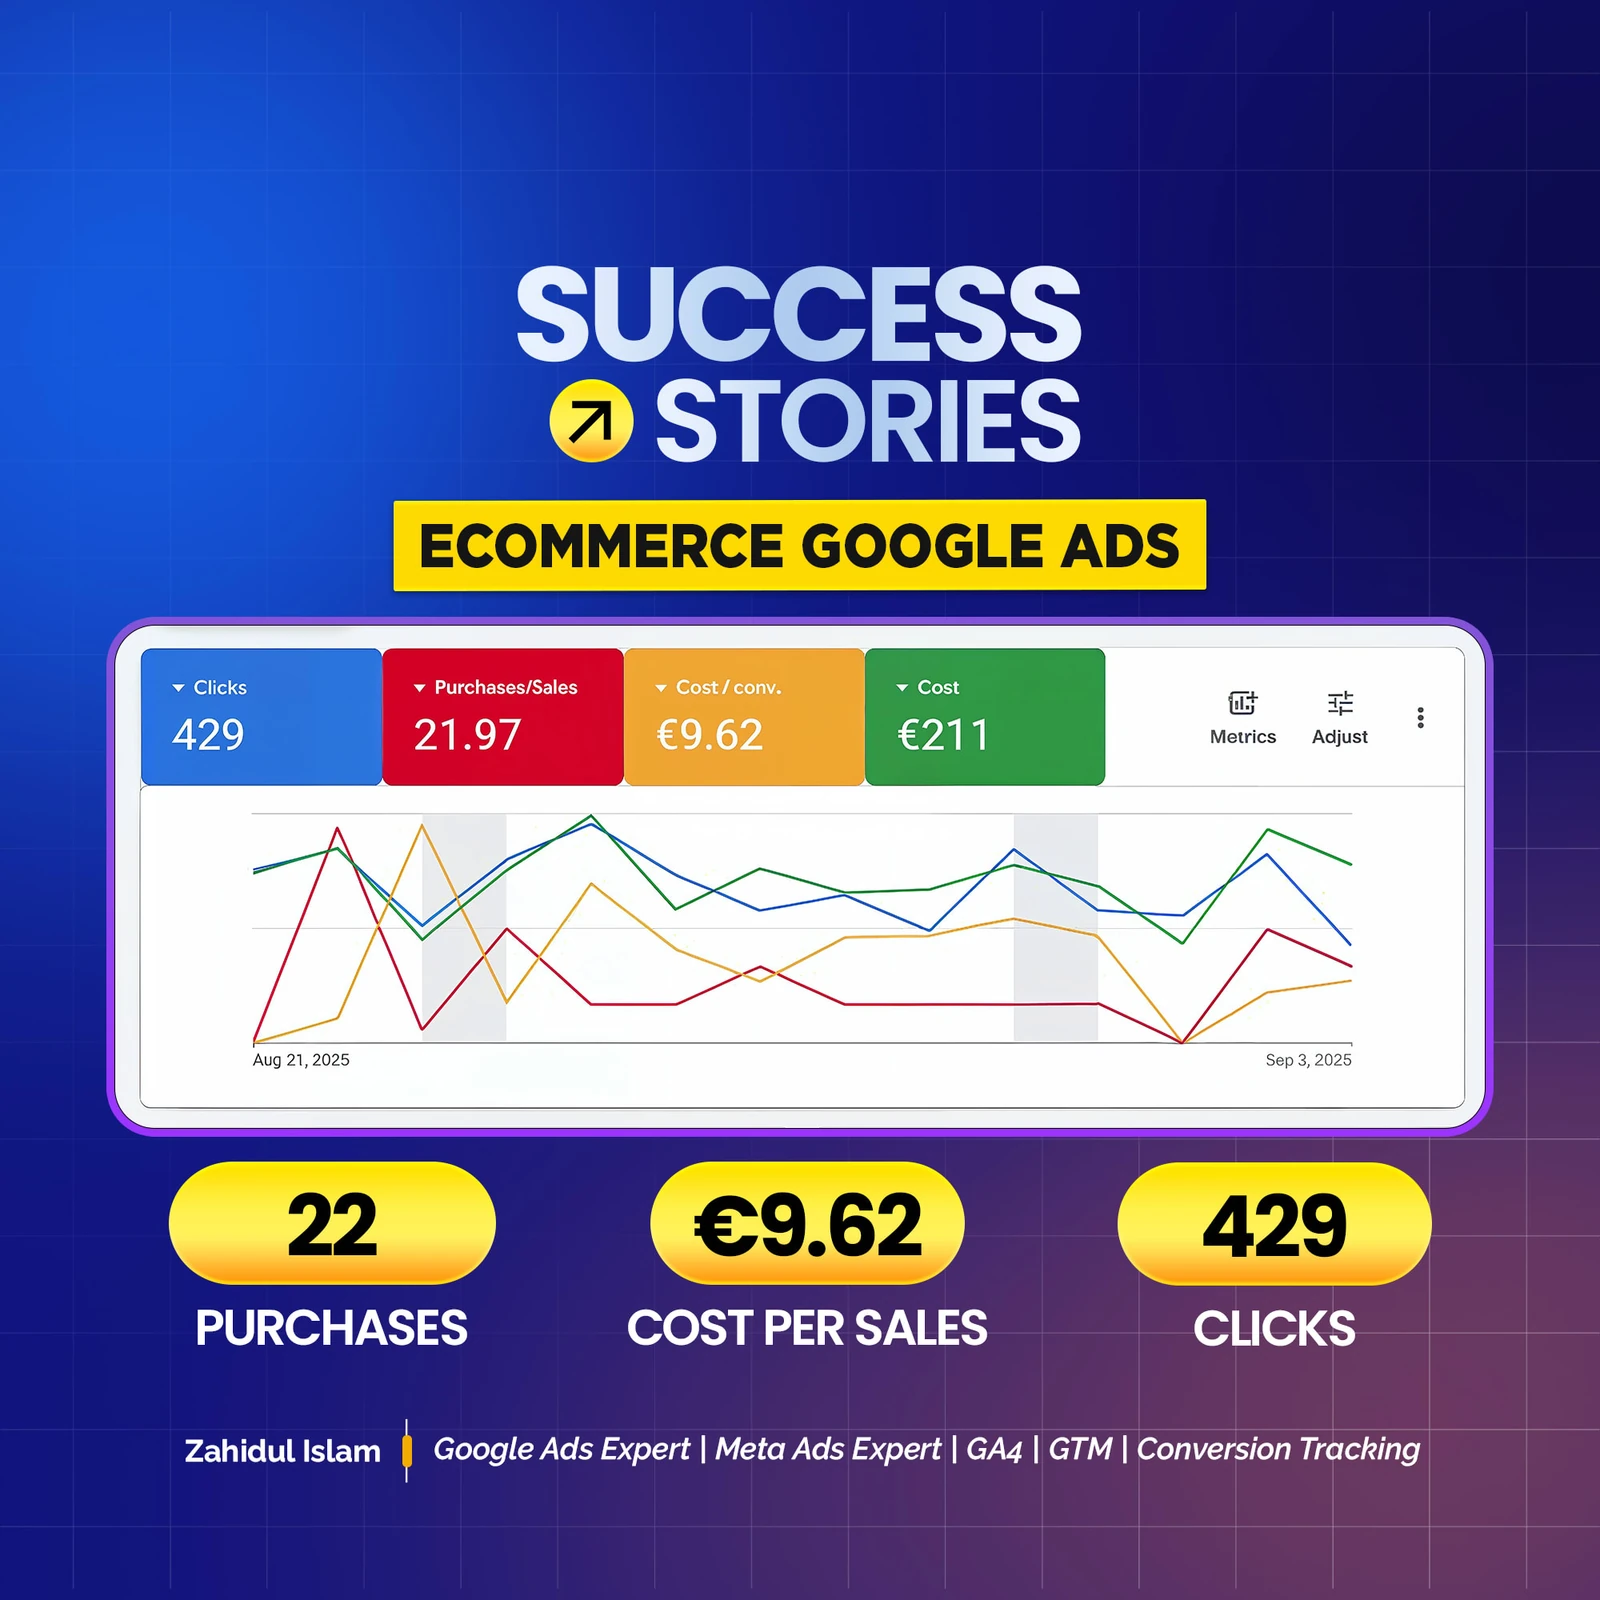 SUCCESS
STORIES
ECOMMERCE GOOGLE ADS
Clicks
429
Purchases/Sales
21.97
Cost / conv.
€9.62
Cost
€211
Metrics
Adjust
Aug 21, 2025
Sep 3, 2025
22
PURCHASES
€9.62
COST PER SALES
429
CLICKS
Zahidul Islam
Google Ads Expert | Meta Ads Expert | GA4 | GTM | Conversion Tracking